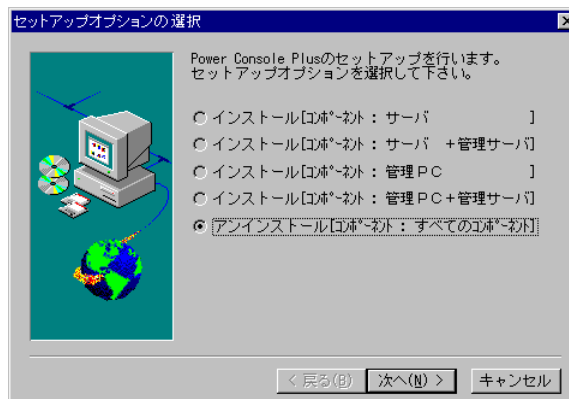 セットアップオプションの選択
Power Console Plusのセットアップを行います。
セットアップオプションを選択して下さい。
インストール[ｺﾝﾎﾟｰﾈﾝﾄ： サーバ　　　　　　]
インストール[ｺﾝﾎﾟｰﾈﾝﾄ： サーバ　+管理サーバ]
インストール[ｺﾝﾎﾟｰﾈﾝﾄ： 管理ＰＣ　　　　　]
インストール[ｺﾝﾎﾟｰﾈﾝﾄ： 管理ＰＣ+管理サーバ]
アンインストール[ｺﾝﾎﾟｰﾈﾝﾄ： すべてのｺﾝﾎﾟｰﾈﾝﾄ]
< 戻る(B) 次へ(N) > キャンセル